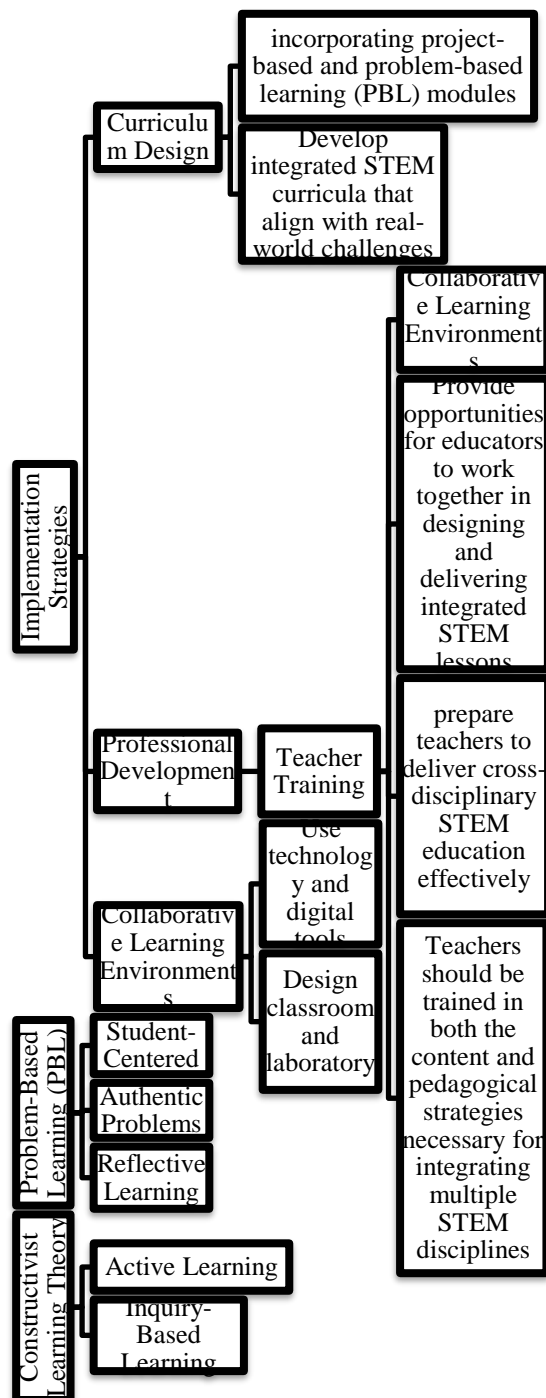 incorporating project-
based and problem-based
learning (PBL) modules
Curriculu
m Design
Develop
integrated STEM
curricula that
align with real-
world challenges
Implementation
Strategies
Professional
Developmen
t
Teacher
Training
Collaborativ
e Learning
Environment
s
Provide
opportunities
for educators
to work
together in
designing
and
delivering
integrated
STEM
lessons
prepare
teachers to
deliver cross-
disciplinary
STEM
education
effectively
Teachers
should be
trained in
both the
content and
pedagogical
strategies
necessary for
integrating
multiple
STEM
disciplines
Collaborativ
e Learning
Environment
s
Use
technolog
y and
digital
tools
Design
classroom
and
laboratory
Problem-Based
Learning (PBL)
Student-
Centered
Authentic
Problems
Reflective
Learning
Constructivist
Learning Theory
Active Learning
Inquiry-
Based
Learning